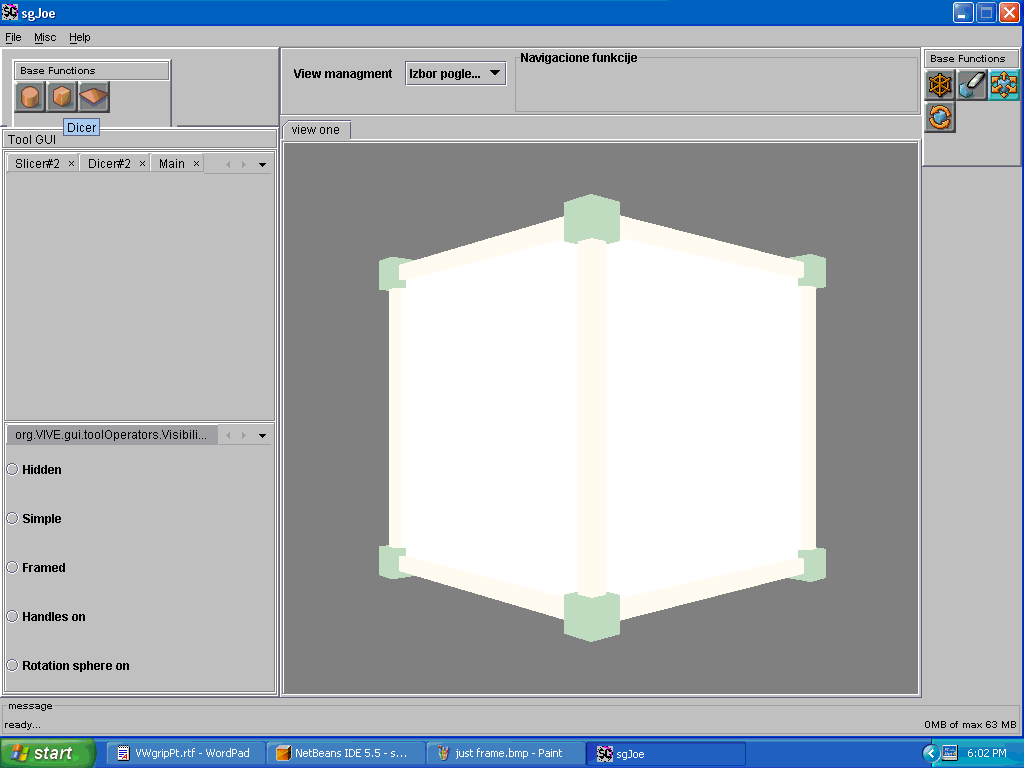 sgJoe
File Misc Help
Base Functions
Dicer
Tool GUI
Slicer#2 × Dicer#2 × Main ×
org.VIVE.gui.toolOperators.Visibili...
Hidden
Simple
Framed
Handles on
Rotation sphere on
View managment
Izbor pogle...
Navigacione funkcije
view one
Base Functions
message
ready...
0MB of max 63 MB
start
VWgripPt.rtf - WordPad
NetBeans IDE 5.5 - s...
just frame.bmp - Paint
sgJoe
6:02 PM